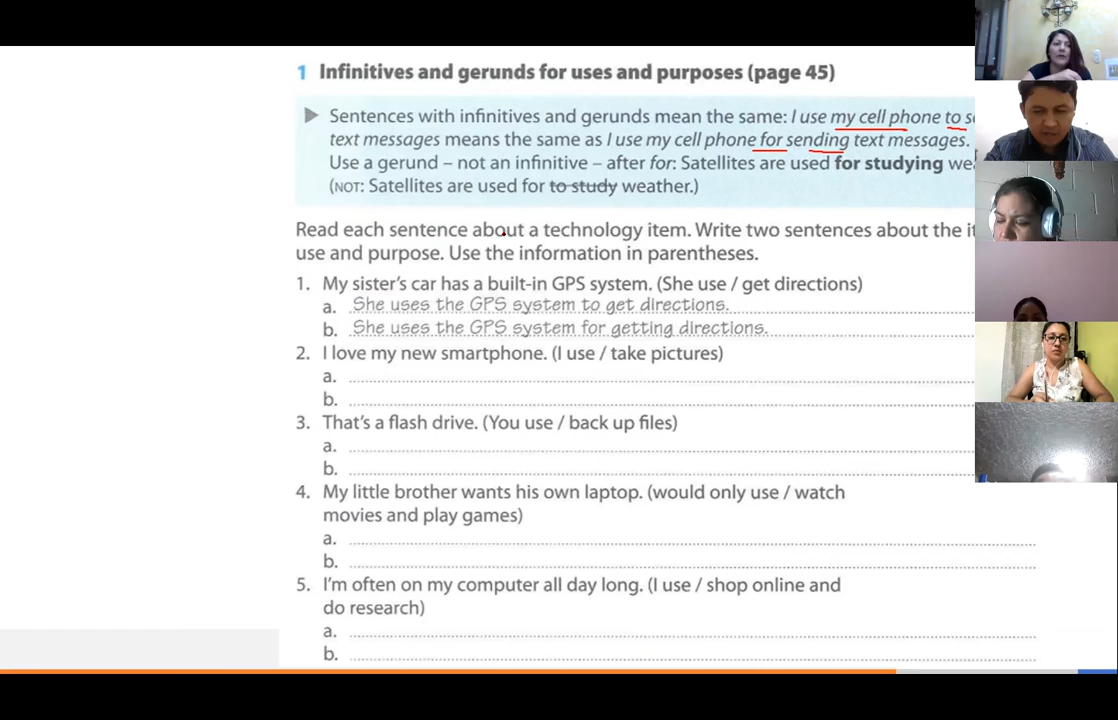 1 Infinitives and gerunds for uses and purposes (page 45)
Sentences with infinitives and gerunds mean the same: I use my cell phone to
text messages means the same as I use my cell phone for sending text messages.
Use a gerund – not an infinitive – after for: Satellites are used for studying
(NOT: Satellites are used for to study weather.)
Read each sentence about a technology item. Write two sentences about the
use and purpose. Use the information in parentheses.
1. My sister's car has a built-in GPS system. (She use / get directions)
a. She uses the GPS system to get directions.
b. She uses the GPS system for getting directions.
2. I love my new smartphone. (I use / take pictures)
a.
b.
3. That's a flash drive. (You use / back up files)
a.
b.
4. My little brother wants his own laptop. (would only use / watch
movies and play games)
a.
b.
5. I'm often on my computer all day long. (I use / shop online and
do research)
a.
b.